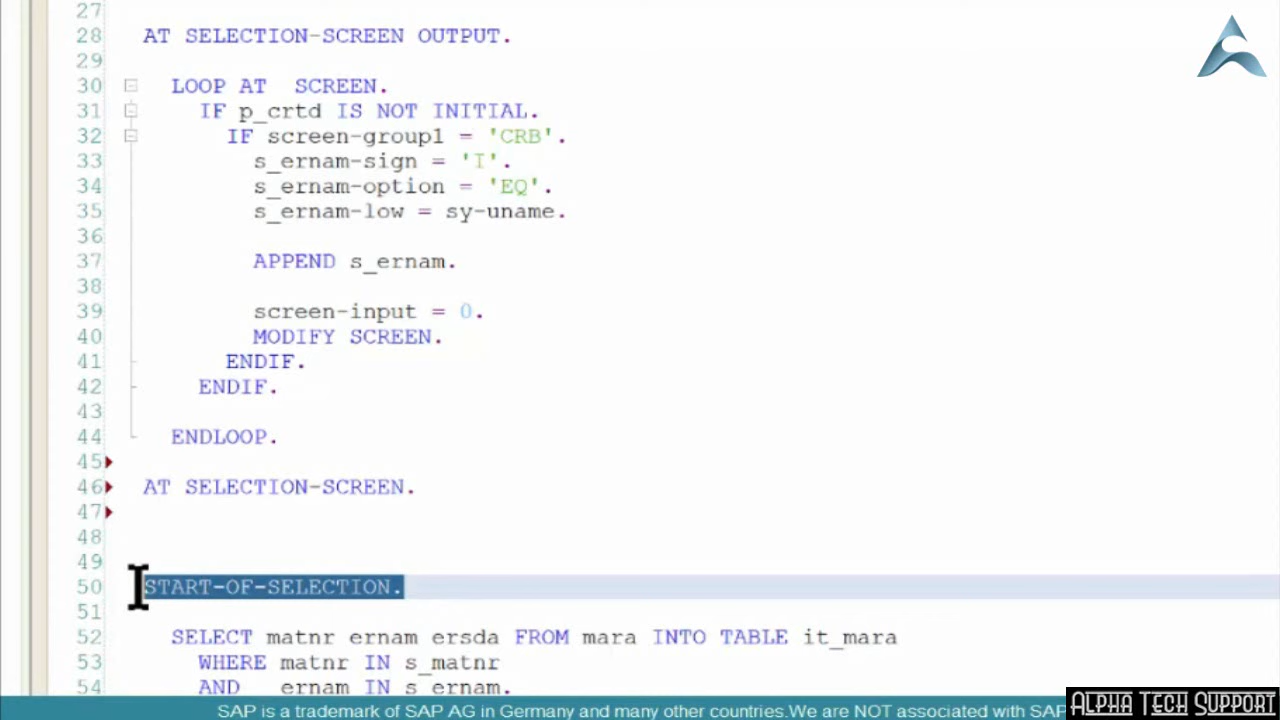 27
28 AT SELECTION-SCREEN OUTPUT.
29
30 LOOP AT  SCREEN.
31 IF p_crtd IS NOT INITIAL.
32 IF screen-group1 = 'CRB'.
33 s_ernam-sign = 'I'.
34 s_ernam-option = 'EQ'.
35 s_ernam-low = sy-uname.
36
37 APPEND s_ernam.
38
39 screen-input = 0.
40 MODIFY SCREEN.
41 ENDIF.
42 ENDIF.
43
44 ENDLOOP.
45
46 AT SELECTION-SCREEN.
47
48
49
50 START-OF-SELECTION.
51
52 SELECT matnr ernam ersda FROM mara INTO TABLE it_mara
53 WHERE matnr IN s_matnr
54 AND   ernam IN s_ernam.
SAP is a trademark of SAP AG in Germany and many other countries.We are NOT associated with SAP
ALPHA TECH SUPPORT